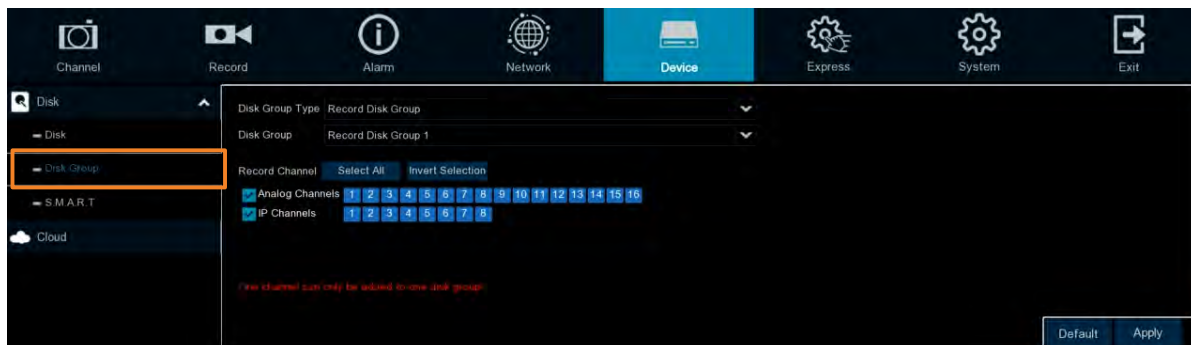 Channel Record Alarm Network Device Express System Exit
Disk
Disk
Disk Group
S.M.A.R.T
Cloud
Disk Group Type Record Disk Group
Disk Group Record Disk Group 1
Record Channel Select All Invert Selection
Analog Channels 1 2 3 4 5 6 7 8 9 10 11 12 13 14 15 16
IP Channels 1 2 3 4 5 6 7 8
One channel can only be added to one disk group
Default Apply